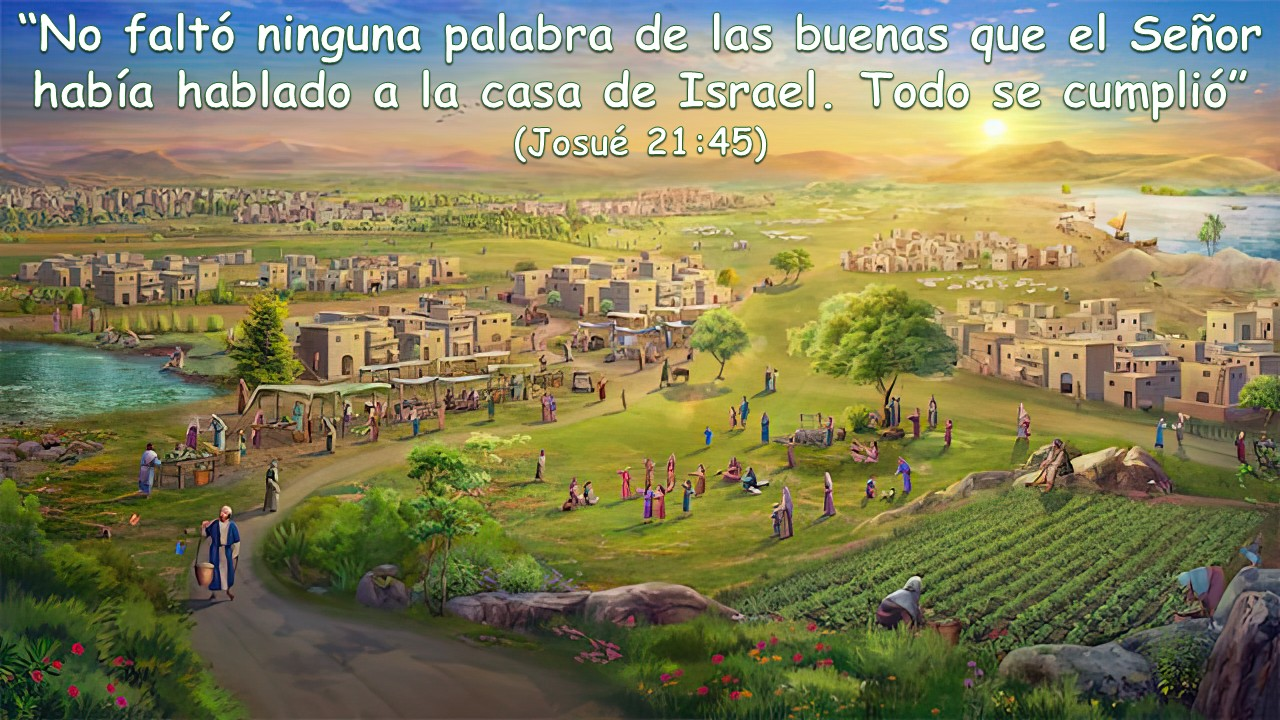 “No faltó ninguna palabra de las buenas que el Señor
había hablado a la casa de Israel. Todo se cumplió”
(Josué 21:45)